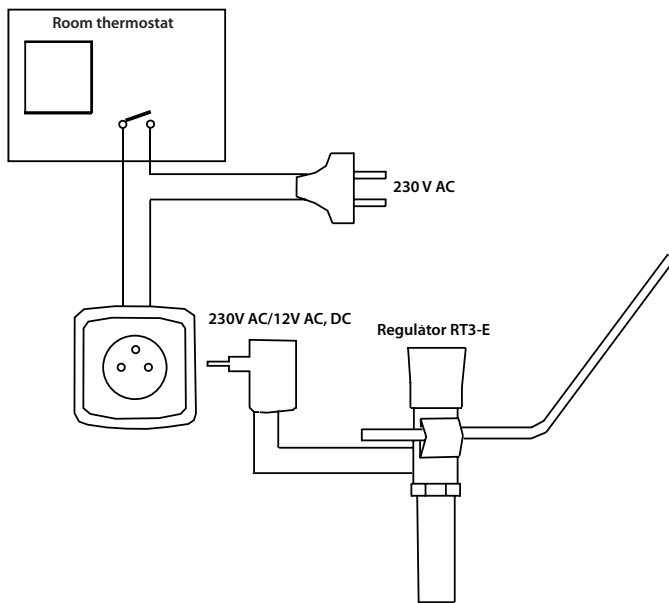 Room thermostat
230 V AC
230V AC/12V AC, DC
Regulátor RT3-E